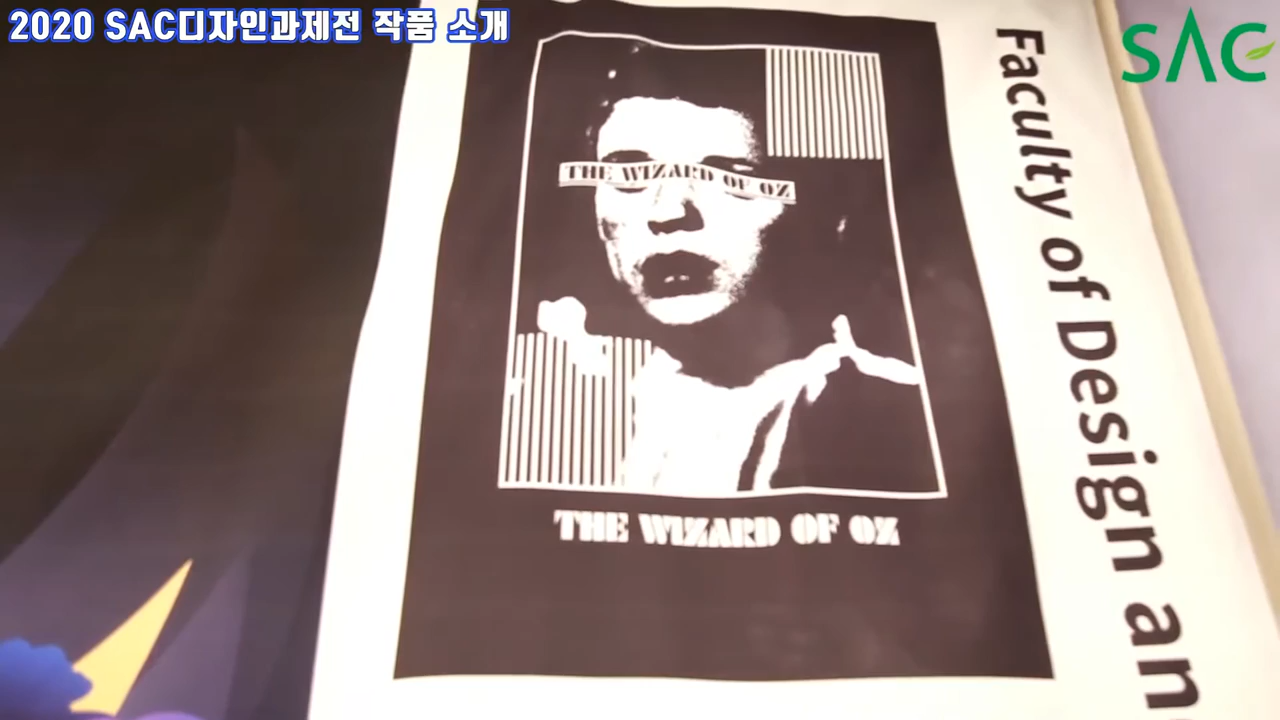 2020 SAC디자인과제전 작품 소개
SAC
THE WIZARD OF OZ
THE WIZARD OF OZ
Faculty of Design an